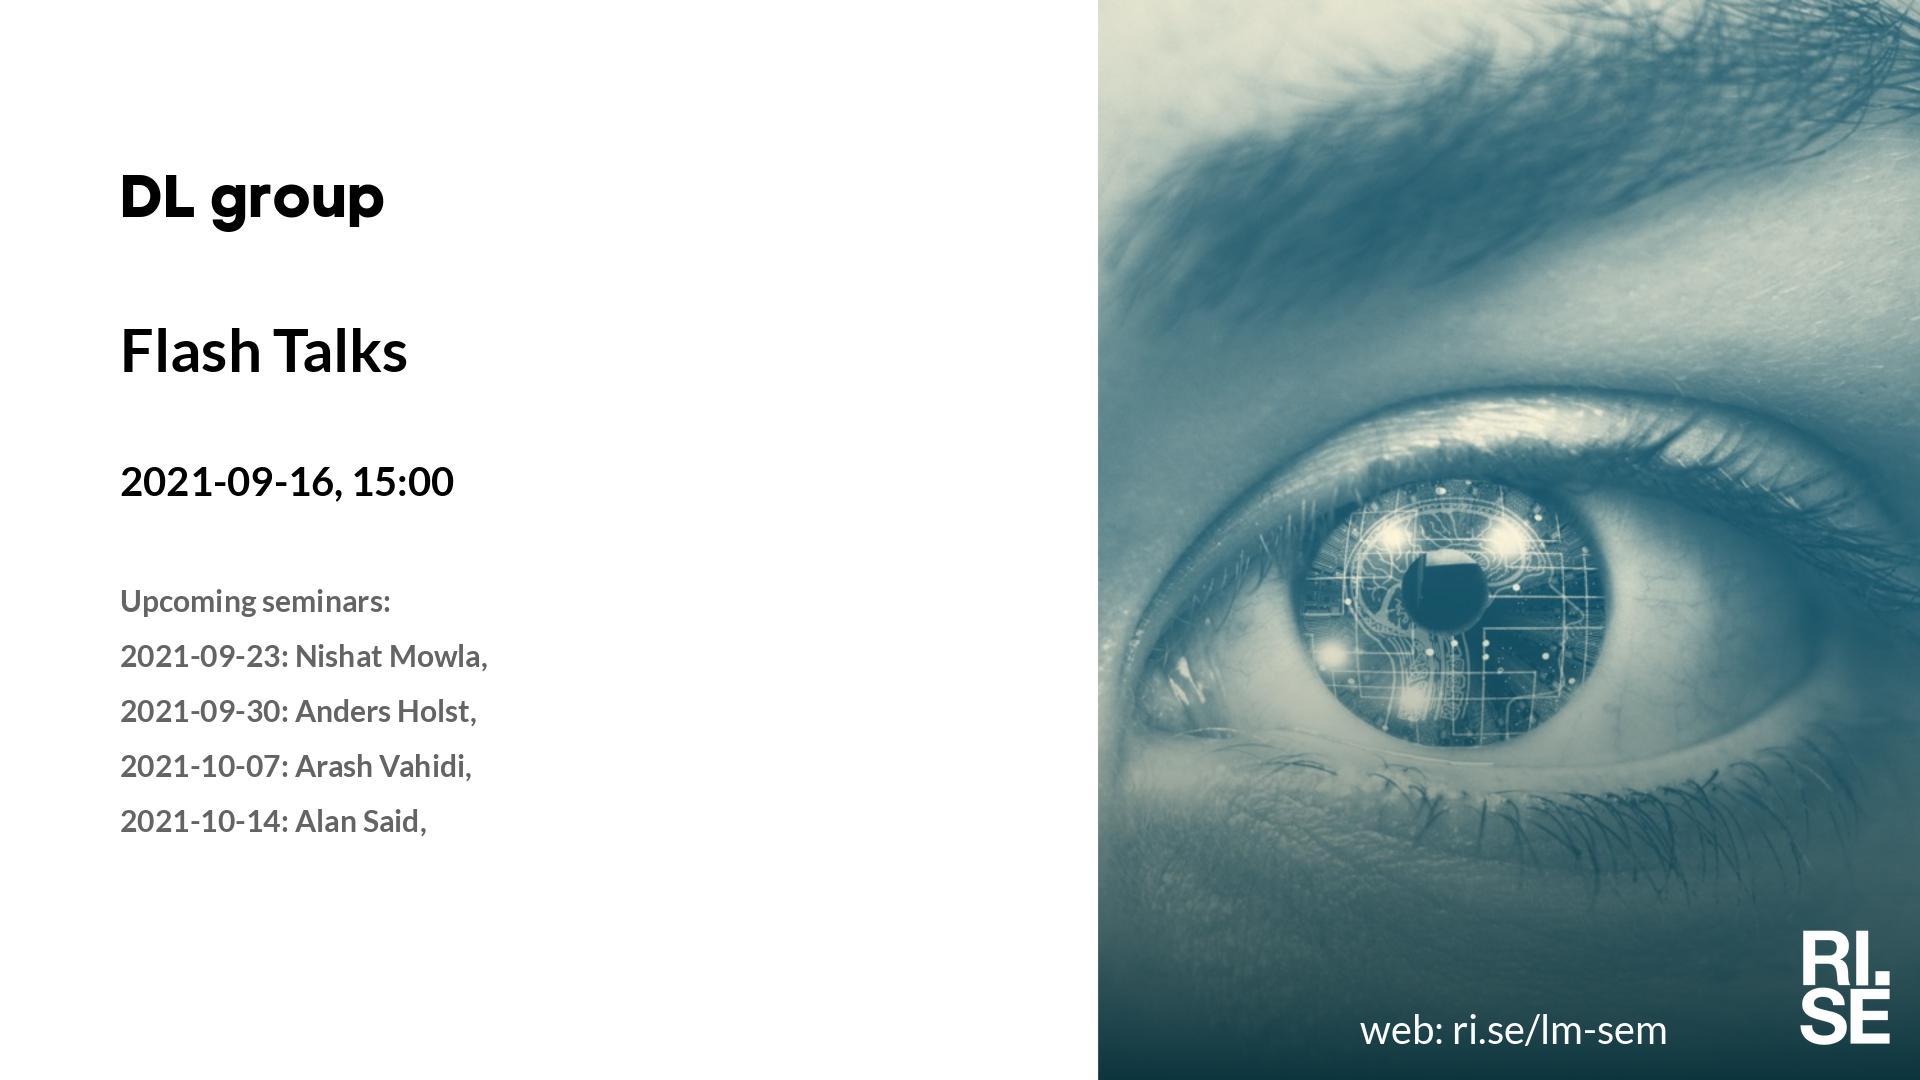 DL group
Flash Talks
2021-09-16, 15:00
Upcoming seminars:
2021-09-23: Nishat Mowla,
2021-09-30: Anders Holst,
2021-10-07: Arash Vahidi,
2021-10-14: Alan Said,
web: ri.se/lm-sem
RI.
SE